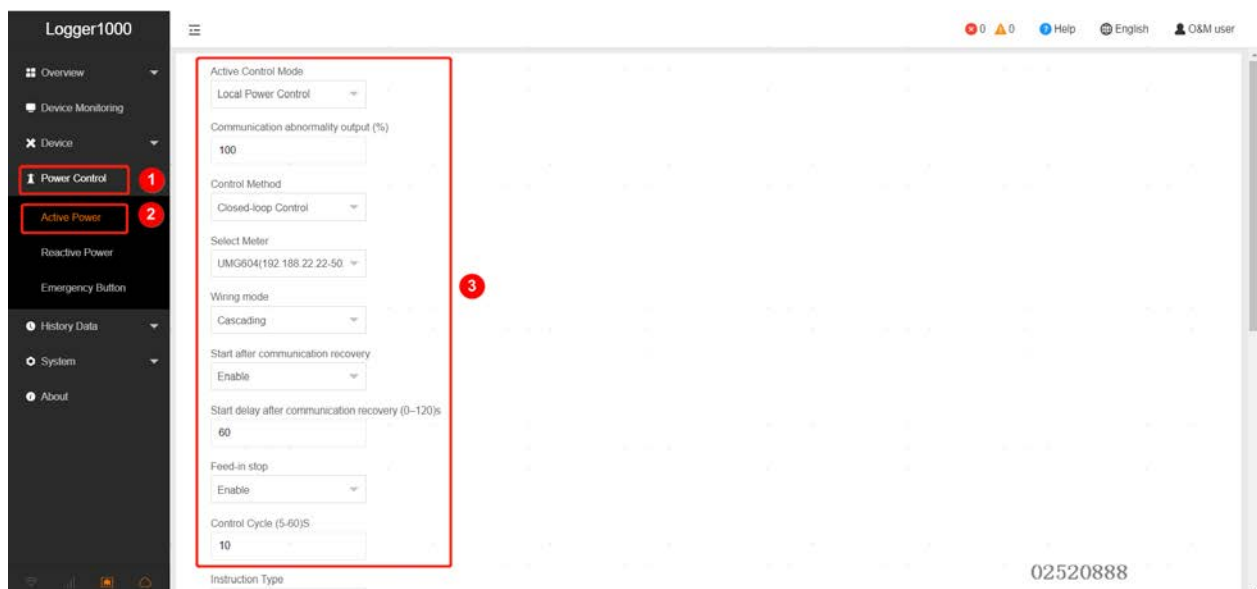 Logger1000
0 0 Help English O&M user
Overview
Device Monitoring
Device
Power Control
1
Active Power
2
Reactive Power
Emergency Button
History Data
System
About
Active Control Mode
Local Power Control
Communication abnormality output (%)
100
Control Method
Closed-loop Control
Select Meter
UMG604(192.188.22.22-50
Wiring mode
Cascading
Start after communication recovery
Enable
Start delay after communication recovery (0~120)s
60
Feed-in stop
Enable
Control Cycle (5-60)S
10
3
Instruction Type
02520888